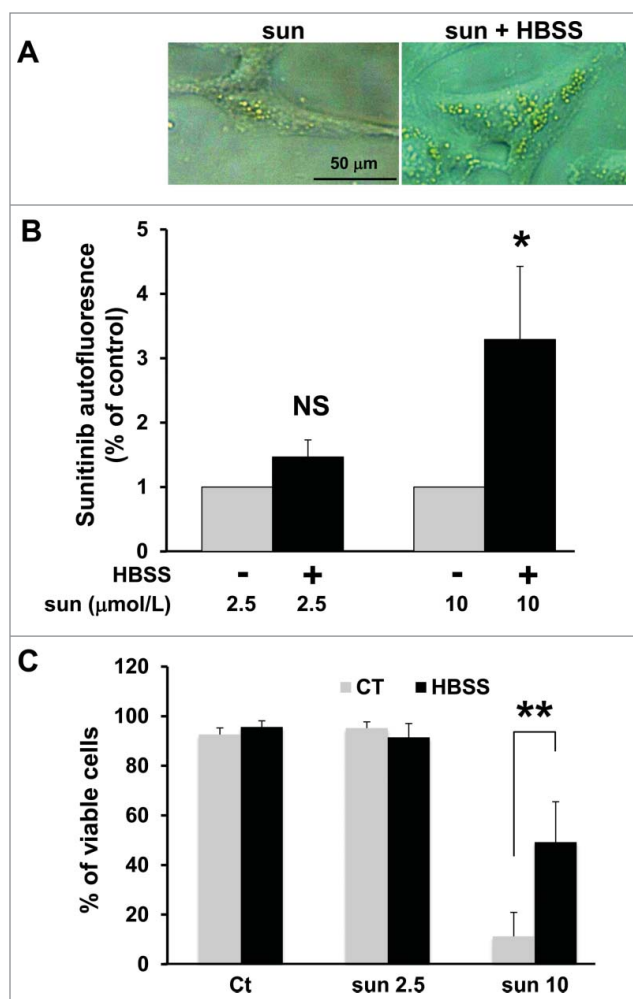 A
sun
sun + HBSS
50 μm
B
Sunitinib autofluoresnce
(% of control)
5
4
3
2
1
0
NS
*
HBSS - + - +
sun (μmol/L) 2.5 2.5 10 10
C
% of viable cells
120
100
80
60
40
20
0
CT HBSS
**
Ct sun 2.5 sun 10